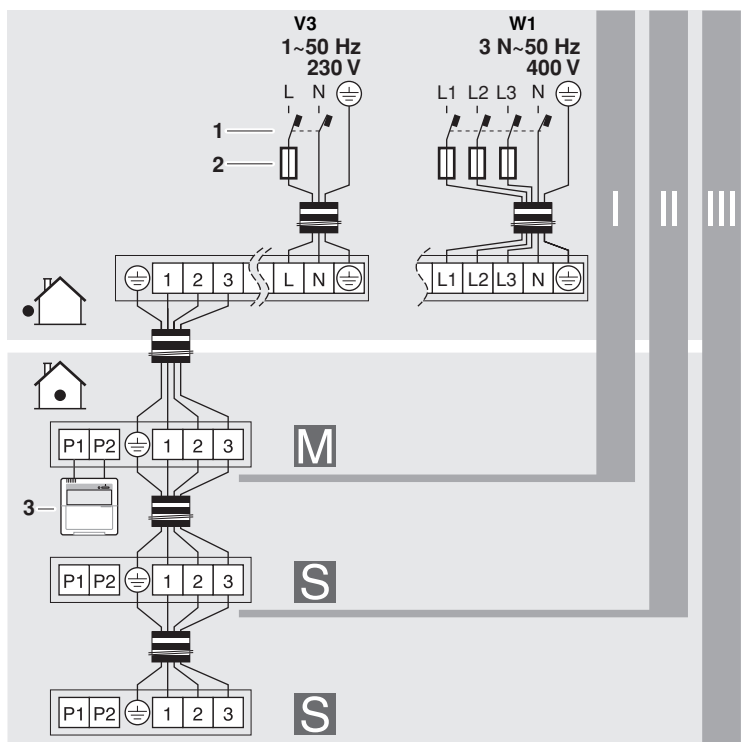 V3 W1
1~50 Hz 3 N~50 Hz
230 V 400 V
L N L1 L2 L3 N
1
2
I II III
1 2 3 L N L1 L2 L3 N
P1 P2 1 2 3 M
3
P1 P2 1 2 3 S
P1 P2 1 2 3 S